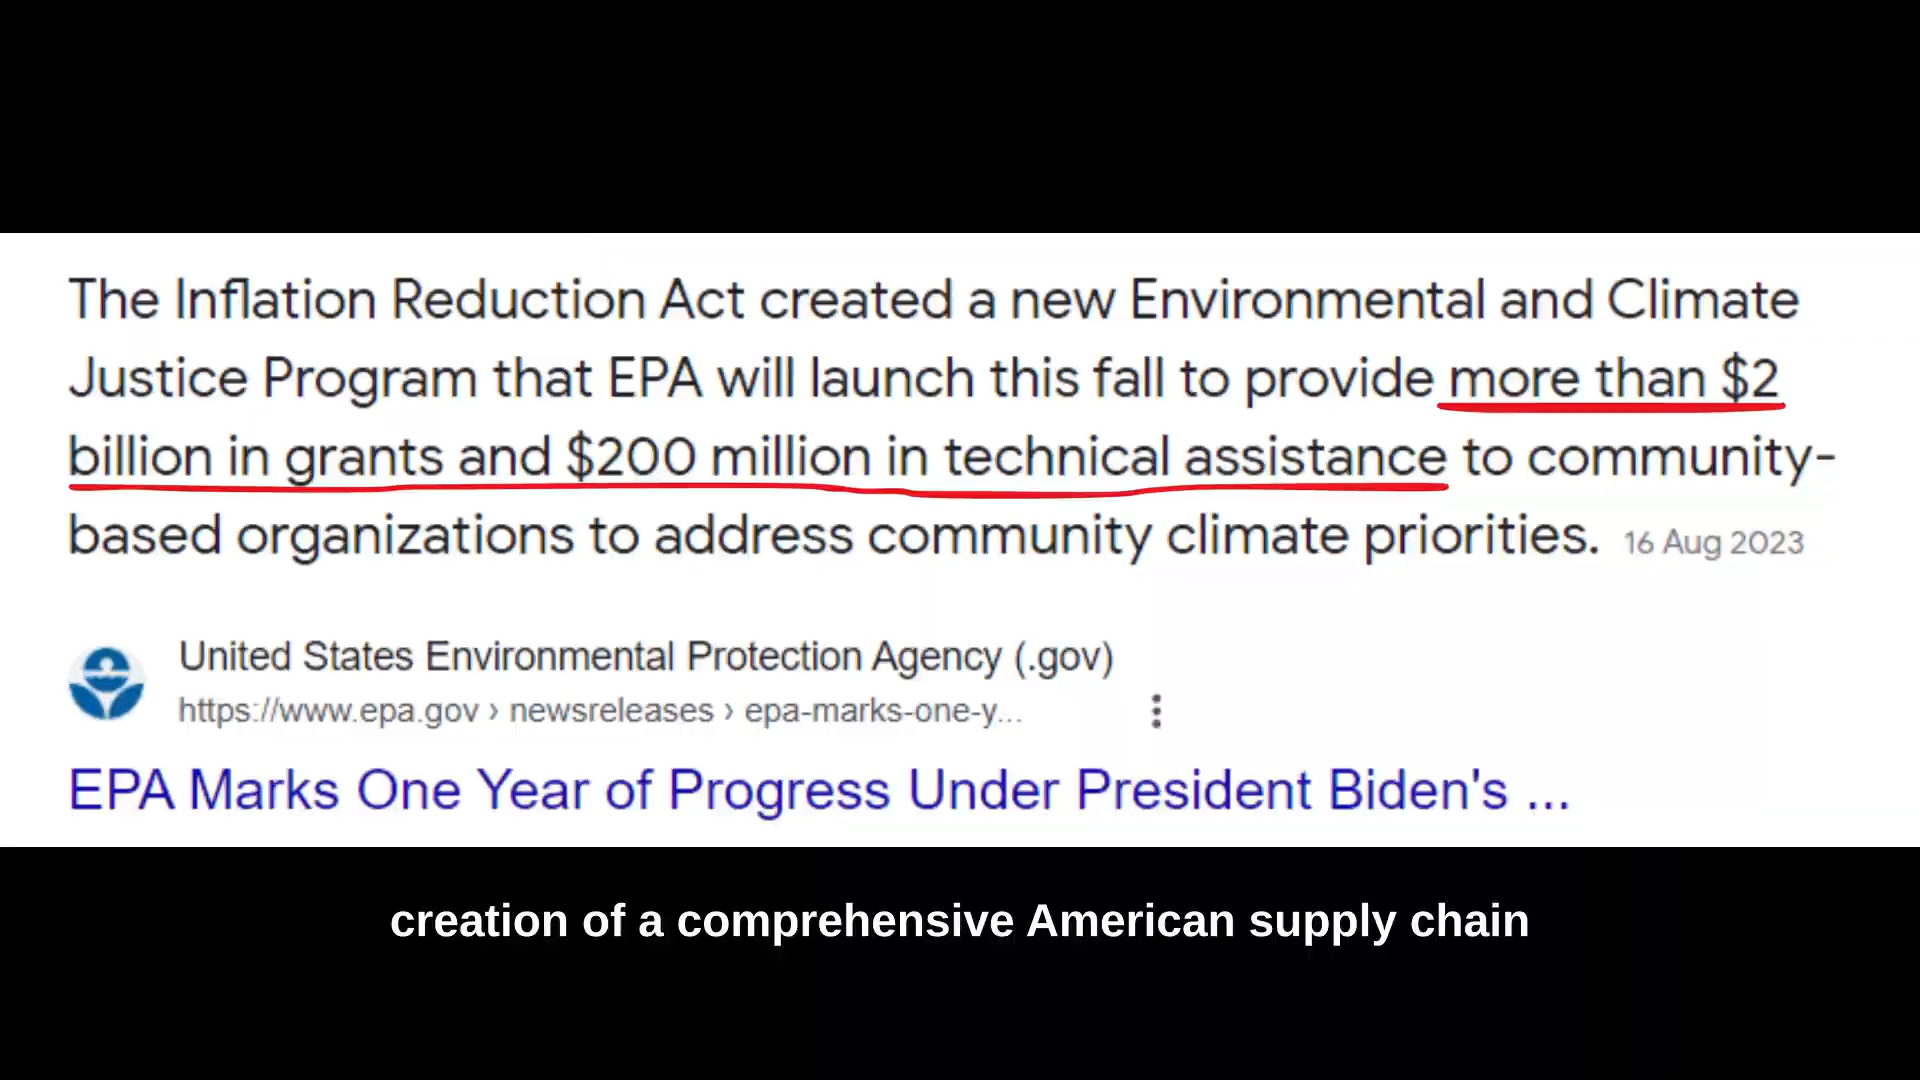 The Inflation Reduction Act created a new Environmental and Climate
Justice Program that EPA will launch this fall to provide more than $2
billion in grants and $200 million in technical assistance to community-
based organizations to address community climate priorities. 16 Aug 2023
United States Environmental Protection Agency (.gov)
https://www.epa.gov › newsreleases › epa-marks-one-y...
EPA Marks One Year of Progress Under President Biden's ...
creation of a comprehensive American supply chain